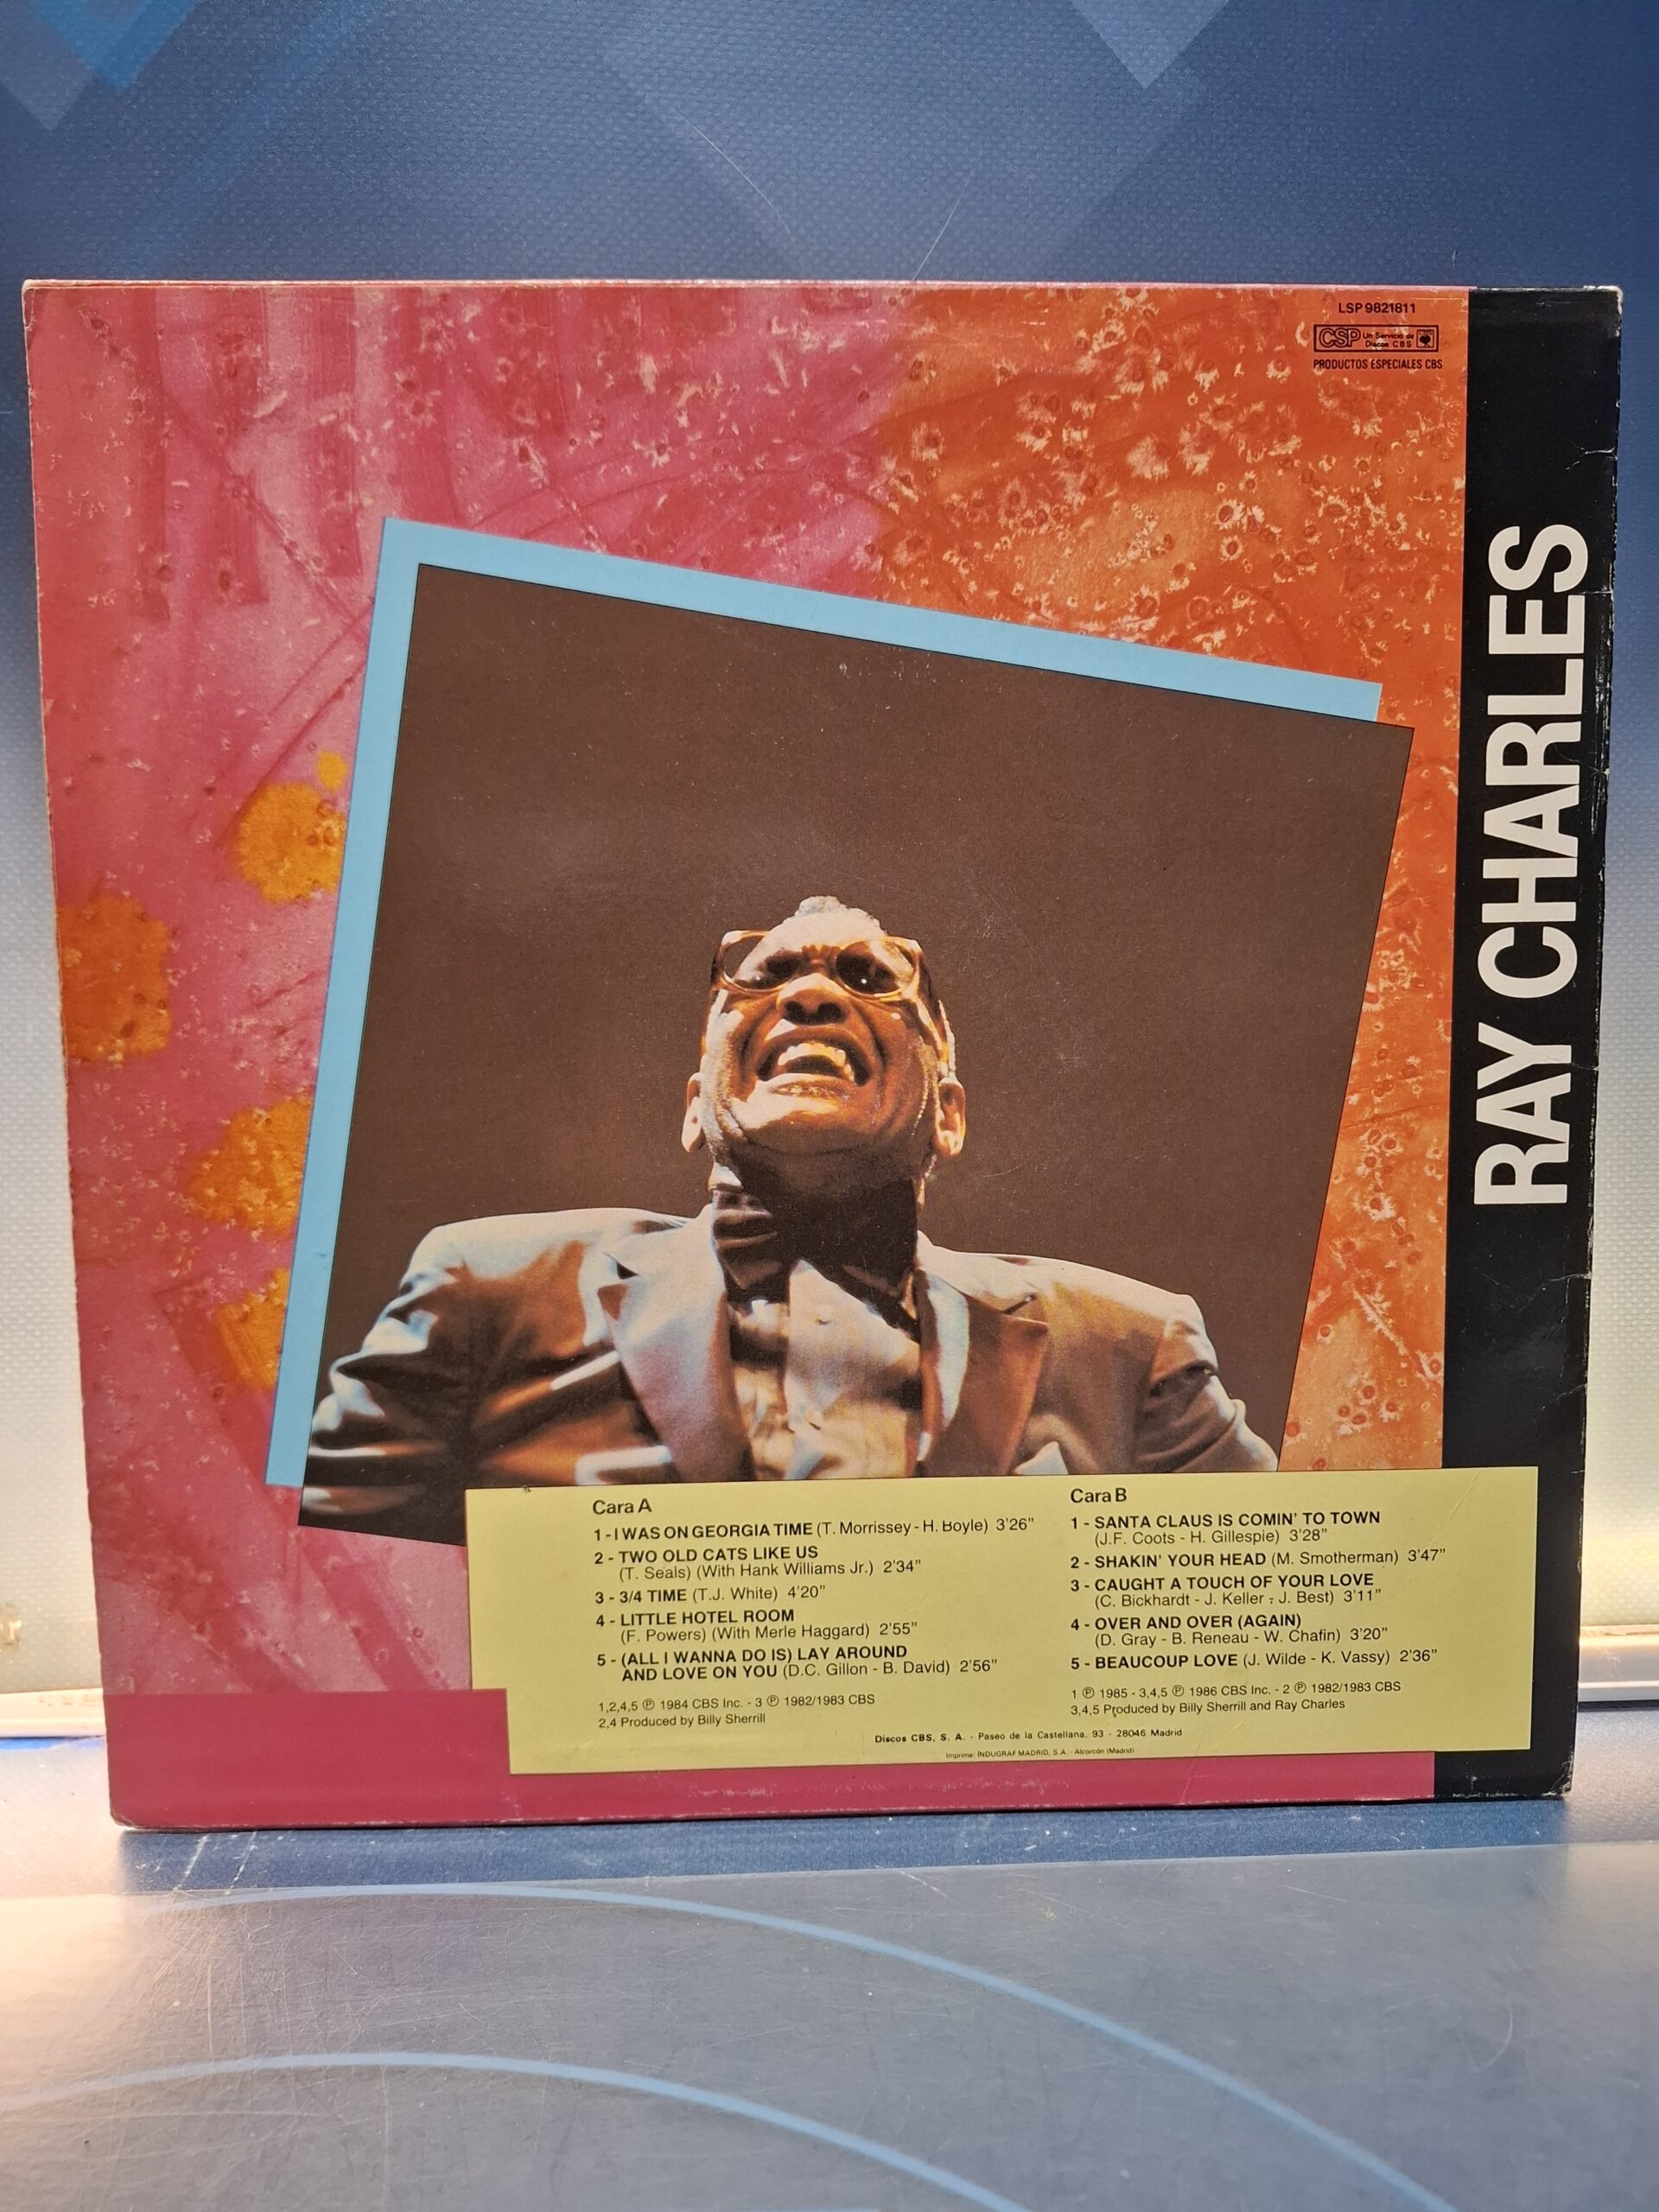 LSP 9821811
CSP Un Servicio de
Discos CBS
PRODUCTOS ESPECIALES CBS
RAY CHARLES
Cara A
1 - I WAS ON GEORGIA TIME (T. Morrissey - H. Boyle) 3'26"
2 - TWO OLD CATS LIKE US
(T. Seals) (With Hank Williams Jr.) 2'34"
3 - 3/4 TIME (T.J. White) 4'20"
4 - LITTLE HOTEL ROOM
(F. Powers) (With Merle Haggard) 2'55"
5 - (ALL I WANNA DO IS) LAY AROUND
AND LOVE ON YOU (D.C. Gillon - B. David) 2'56"
1,2,4,5 ℗ 1984 CBS Inc. - 3 ℗ 1982/1983 CBS
2,4 Produced by Billy Sherrill
Cara B
1 - SANTA CLAUS IS COMIN' TO TOWN
(J.F. Coots - H. Gillespie) 3'28"
2 - SHAKIN' YOUR HEAD (M. Smotherman) 3'47"
3 - CAUGHT A TOUCH OF YOUR LOVE
(C. Bickhardt - J. Keller - J. Best) 3'11"
4 - OVER AND OVER (AGAIN)
(D. Gray - B. Reneau - W. Chafin) 3'20"
5 - BEAUCOUP LOVE (J. Wilde - K. Vassy) 2'36"
1 ℗ 1985 - 3,4,5 ℗ 1986 CBS Inc. - 2 ℗ 1982/1983 CBS
3,4,5 Produced by Billy Sherrill and Ray Charles
Discos CBS, S. A. - Paseo de la Castellana, 93 - 28046 Madrid
Imprime: INDUGRAF MADRID, S.A. - Alcorcón (Madrid)